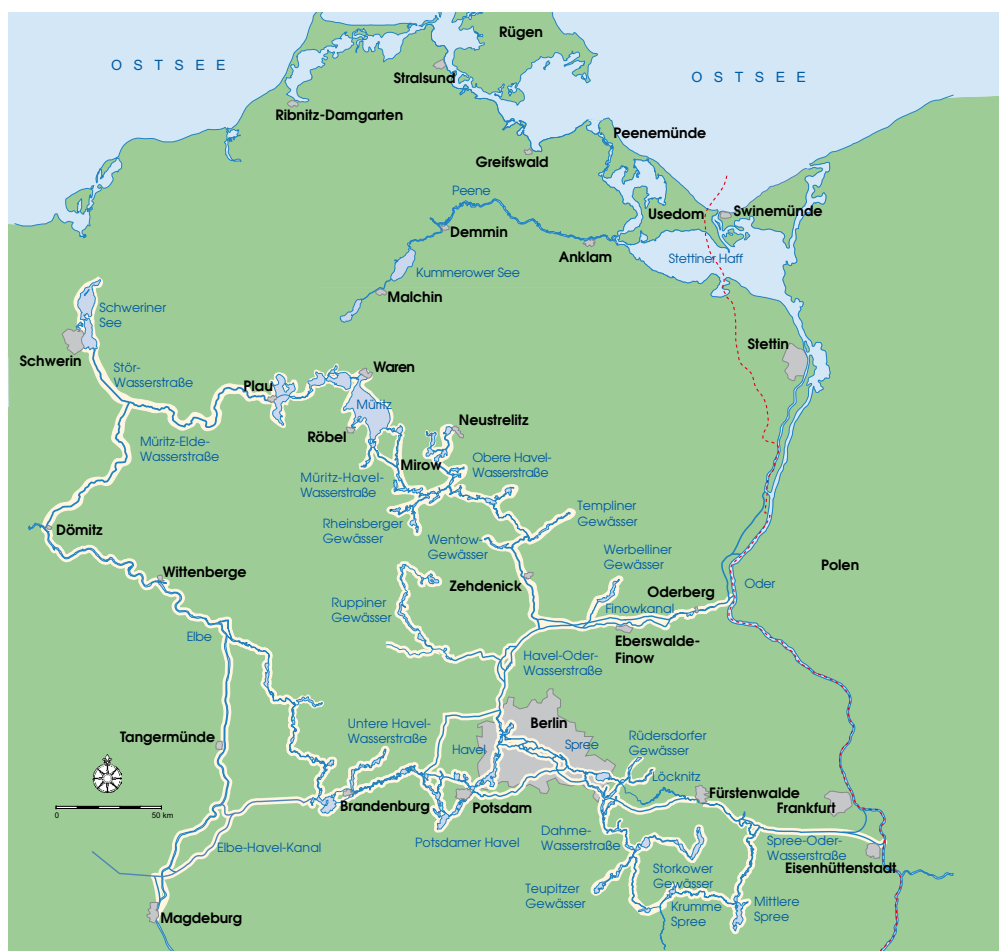 Rügen
OSTSEE
Stralsund
OSTSEE
Ribnitz-Damgarten
Peenemünde
Greifswald
Peene
Usedom
Swinemünde
Demmin
Anklam
Stettiner Haff
Kummerower See
Malchin
Schweriner
See
Schwerin
Stettin
Stör-
Wasserstraße
Waren
Plau
Müritz
Neustrelitz
Röbel
Müritz-Elde-
Wasserstraße
Mirow
Obere Havel-
Wasserstraße
Müritz-Havel-
Wasserstraße
Templiner
Gewässer
Rheinsberger
Gewässer
Dömitz
Wentow-
Gewässer
Werbelliner
Gewässer
Polen
Wittenberge
Zehdenick
Oderberg
Oder
Ruppiner
Gewässer
Finowkanal
Elbe
Eberswalde-
Finow
Havel-Oder-
Wasserstraße
Berlin
Untere Havel-
Wasserstraße
Tangermünde
Havel
Spree
Rüdersdorfer
Gewässer
Löcknitz
Fürstenwalde
Brandenburg
Potsdam
Frankfurt
0
50 km
Dahme-
Wasserstraße
Potsdamer Havel
Elbe-Havel-Kanal
Spree-Oder-
Wasserstraße
Eisenhüttenstadt
Storkower
Gewässer
Teupitzer
Gewässer
Krumme
Spree
Mittlere
Spree
Magdeburg